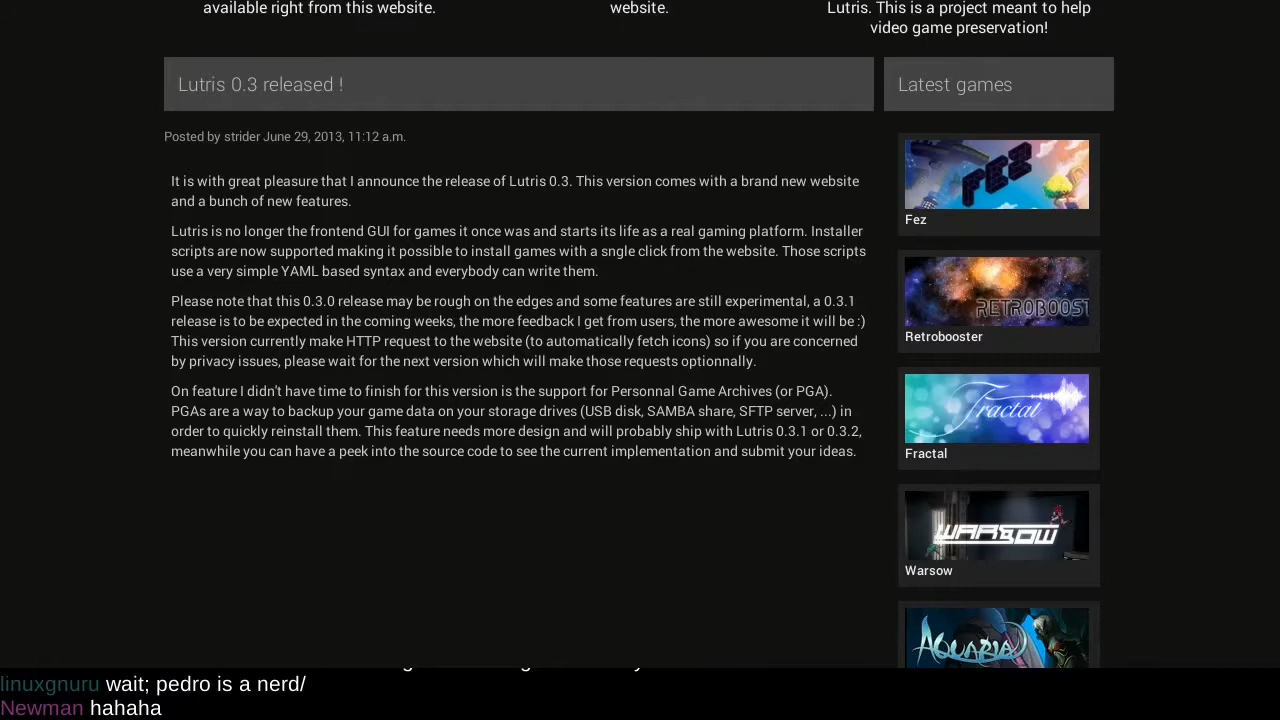 available right from this website.
website.
Lutris. This is a project meant to help
video game preservation!
Lutris 0.3 released !
Posted by strider June 29, 2013, 11:12 a.m.
It is with great pleasure that I announce the release of Lutris 0.3. This version comes with a brand new website
and a bunch of new features.
Lutris is no longer the frontend GUI for games it once was and starts its life as a real gaming platform. Installer
scripts are now supported making it possible to install games with a sngle click from the website. Those scripts
use a very simple YAML based syntax and everybody can write them.
Please note that this 0.3.0 release may be rough on the edges and some features are still experimental, a 0.3.1
release is to be expected in the coming weeks, the more feedback I get from users, the more awesome it will be :)
This version currently make HTTP request to the website (to automatically fetch icons) so if you are concerned
by privacy issues, please wait for the next version which will make those requests optionnally.
On feature I didn't have time to finish for this version is the support for Personnal Game Archives (or PGA).
PGAs are a way to backup your game data on your storage drives (USB disk, SAMBA share, SFTP server, ...) in
order to quickly reinstall them. This feature needs more design and will probably ship with Lutris 0.3.1 or 0.3.2,
meanwhile you can have a peek into the source code to see the current implementation and submit your ideas.
Latest games
FEZ
Fez
RETROBOOST
Retrobooster
Fractal
Fractal
WARSOW
Warsow
AQUARIA
linuxgnuru wait; pedro is a nerd/
Newman hahaha